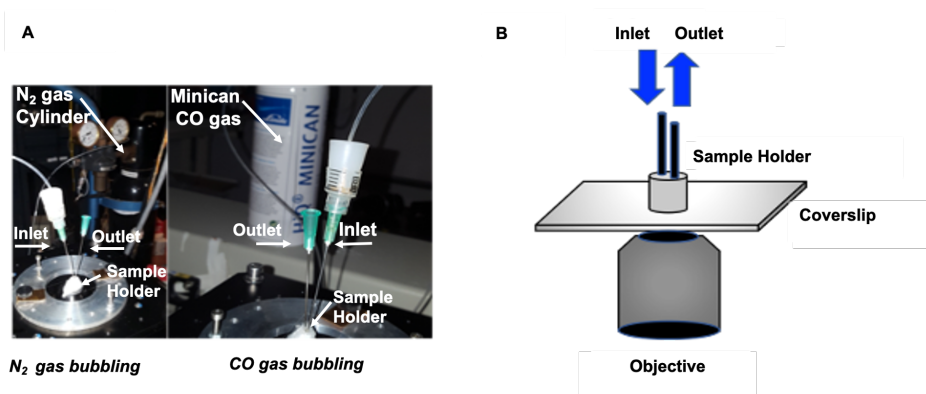 A
N2 gas
Cylinder
Inlet
Outlet
Sample
Holder
N2 gas bubbling
Minican
CO gas
MINICAN
Outlet
Inlet
Sample
Holder
CO gas bubbling
B
Inlet Outlet
Sample Holder
Coverslip
Objective